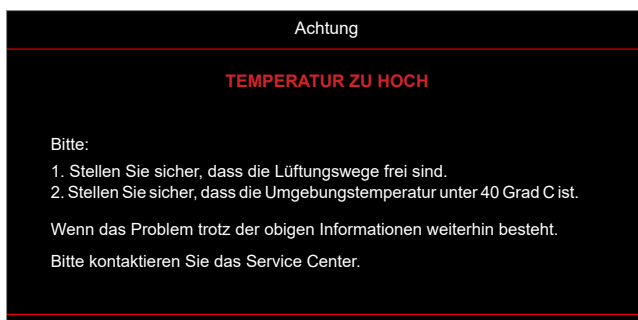 Achtung
TEMPERATUR ZU HOCH
Bitte:
1. Stellen Sie sicher, dass die Lüftungswege frei sind.
2. Stellen Sie sicher, dass die Umgebungstemperatur unter 40 Grad C ist.
Wenn das Problem trotz der obigen Informationen weiterhin besteht.
Bitte kontaktieren Sie das Service Center.